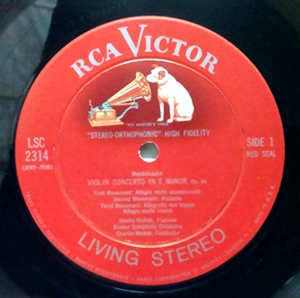 RCA VICTOR
"HIS MASTER'S VOICE"
"STEREO-ORTHOPHONIC" HIGH FIDELITY
LSC
2314
SIDE 1
RED SEAL
Mendelssohn
VIOLIN CONCERTO IN E MINOR, Op. 64
First Movement: Allegro molto appassionato
Second Movement: Andante
Third Movement: Allegretto non troppo
Allegro molto vivace
Jascha Heifetz, Violinist
Boston Symphony Orchestra
Charles Munch, Conductor
LIVING STEREO